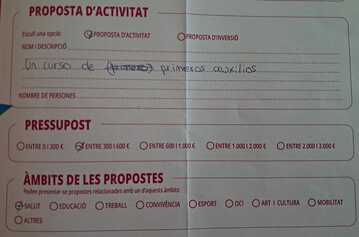 PROPOSTA D'ACTIVITAT
Escull una opció: PROPOSTA D'ACTIVITAT PROPOSTA D'INVERSIÓ
NOM I DESCRIPCIÓ
Un curso de primeros auxilios
NOMBRE DE PERSONES
PRESSUPOST
ENTRE 0 I 300 € ENTRE 300 I 600 € ENTRE 600 I 1.000 € ENTRE 1.000 I 2.000 € ENTRE 2.000 I 3.000 €
ÀMBITS DE LES PROPOSTES
Poden presentar-se propostes relacionades amb un d'aquests àmbits:
SALUT EDUCACIÓ TREBALL CONVIVÈNCIA ESPORT OCI ART I CULTURA MOBILITAT
ALTRES